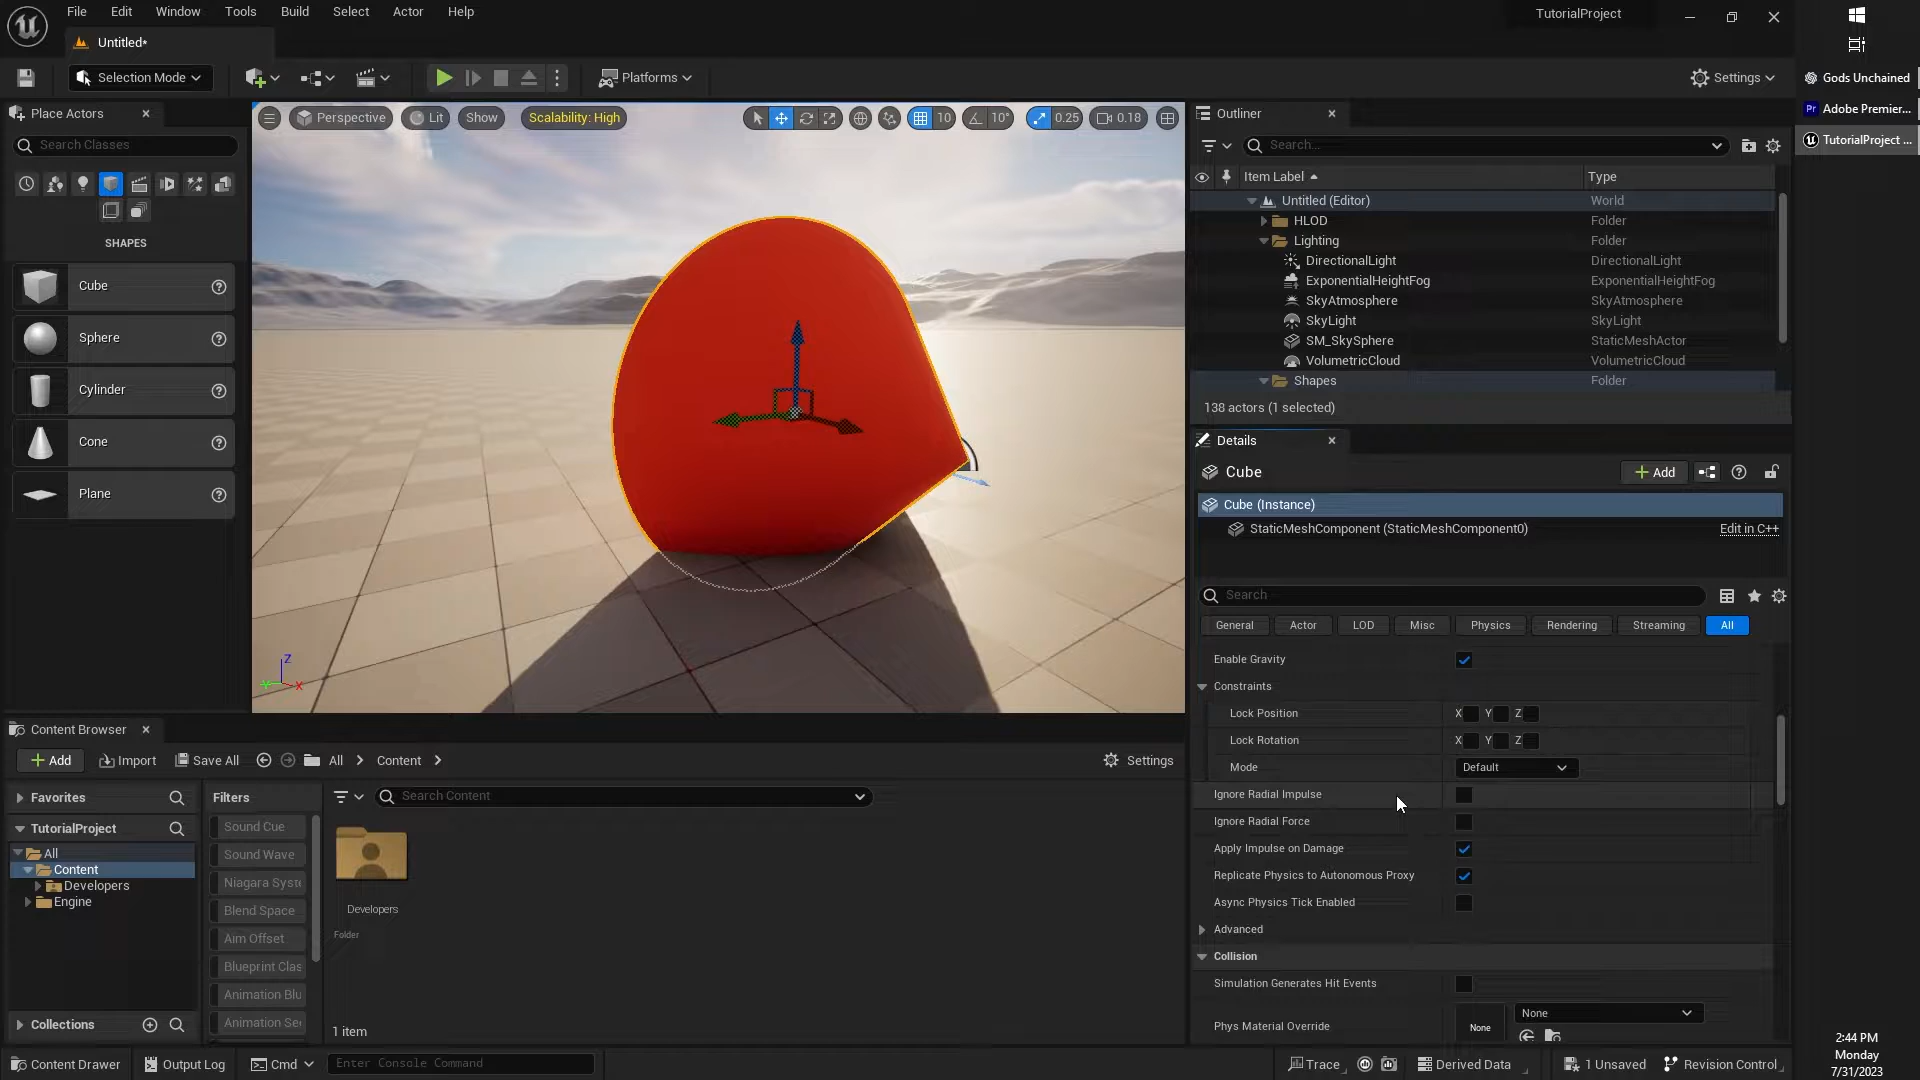 File Edit Window Tools Build Select Actor Help
TutorialProject
Untitled*
Selection Mode
Platforms
Settings
Gods Unchained
Adobe Premier...
TutorialProject ...
Place Actors
Search Classes
SHAPES
Cube
Sphere
Cylinder
Cone
Plane
Perspective
Lit
Show
Scalability: High
10
10°
0.25
0.18
Z
Y
X
Outliner
Search...
Item Label
Type
Untitled (Editor) World
HLOD Folder
Lighting Folder
DirectionalLight DirectionalLight
ExponentialHeightFog ExponentialHeightFog
SkyAtmosphere SkyAtmosphere
SkyLight SkyLight
SM_SkySphere StaticMeshActor
VolumetricCloud VolumetricCloud
Shapes Folder
138 actors (1 selected)
Details
Cube
Add
Cube (Instance)
StaticMeshComponent (StaticMeshComponent0) Edit in C++
Search
General Actor LOD Misc Physics Rendering Streaming All
Enable Gravity
Constraints
Lock Position X Y Z
Lock Rotation X Y Z
Mode Default
Ignore Radial Impulse
Ignore Radial Force
Apply Impulse on Damage
Replicate Physics to Autonomous Proxy
Async Physics Tick Enabled
Advanced
Collision
Simulation Generates Hit Events
Phys Material Override None None
Content Browser
Add Import Save All All Content Settings
Favorites
TutorialProject
All
Content
Developers
Engine
Collections
Filters
Sound Cue
Sound Wave
Niagara Syste
Blend Space
Aim Offset
Blueprint Clas
Animation Blu
Animation Se
Search Content
Developers
Folder
1 item
Content Drawer Output Log Cmd Enter Console Command
Trace Derived Data 1 Unsaved Revision Control
2:44 PM
Monday
7/31/2023